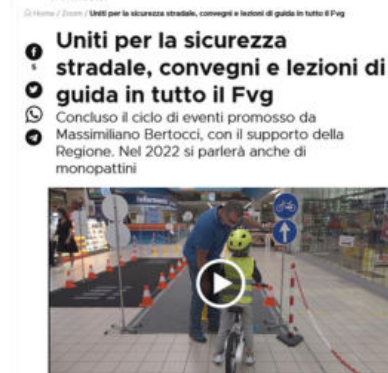 Home / Zoom / Uniti per la sicurezza stradale, convegni e lezioni di guida in tutto il Fvg
Uniti per la sicurezza
stradale, convegni e lezioni di
guida in tutto il Fvg
Concluso il ciclo di eventi promosso da
Massimiliano Bertocci, con il supporto della
Regione. Nel 2022 si parlerà anche di
monopattini